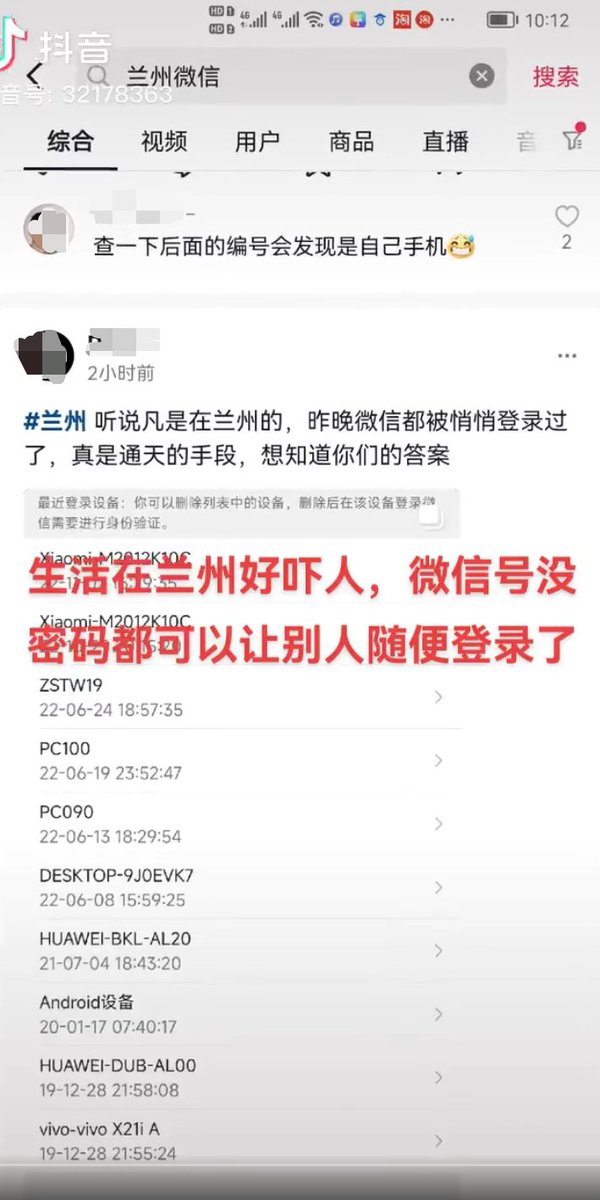 HD 1
HD 2
4G
4G
淘
淘
10:12
抖音
兰州微信
搜索
音号: 32178363
综合
视频
用户
商品
直播
音
查一下后面的编号会发现是自己手机😅
2
2小时前
#兰州 听说凡是在兰州的，昨晚微信都被悄悄登录过
了，真是通天的手段，想知道你们的答案
最近登录设备：你可以删除列表中的设备，删除后在该设备登录微
信需要进行身份验证。
Xiaomi-M2012K10C
生活在兰州好吓人，微信号没
Xiaomi-M2012K10C
密码都可以让别人随便登录了
ZSTW19
22-06-24 18:57:35
PC100
22-06-19 23:52:47
PC090
22-06-13 18:29:54
DESKTOP-9J0EVK7
22-06-08 15:59:25
HUAWEI-BKL-AL20
21-07-04 18:43:20
Android设备
20-01-17 07:40:17
HUAWEI-DUB-AL00
19-12-28 21:58:08
vivo-vivo X21i A
19-12-28 21:55:24